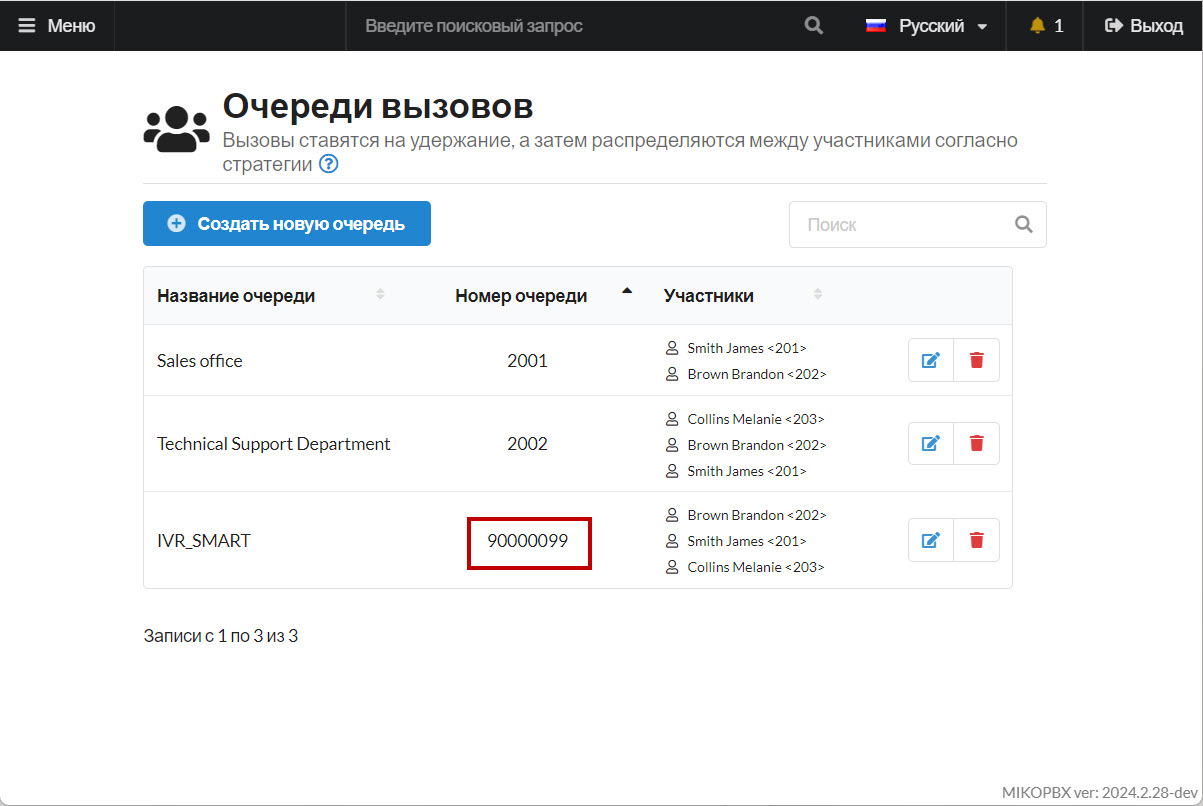 Меню
Введите поисковый запрос
Русский
1
Выход
Очереди вызовов
Вызовы ставятся на удержание, а затем распределяются между участниками согласно
стратегии
Создать новую очередь
Поиск
Название очереди
Номер очереди
Участники
Sales office
2001
Smith James <201>
Brown Brandon <202>
Technical Support Department
2002
Collins Melanie <203>
Brown Brandon <202>
Smith James <201>
IVR_SMART
90000099
Brown Brandon <202>
Smith James <201>
Collins Melanie <203>
Записи с 1 по 3 из 3
MIKOPBX ver: 2024.2.28-dev